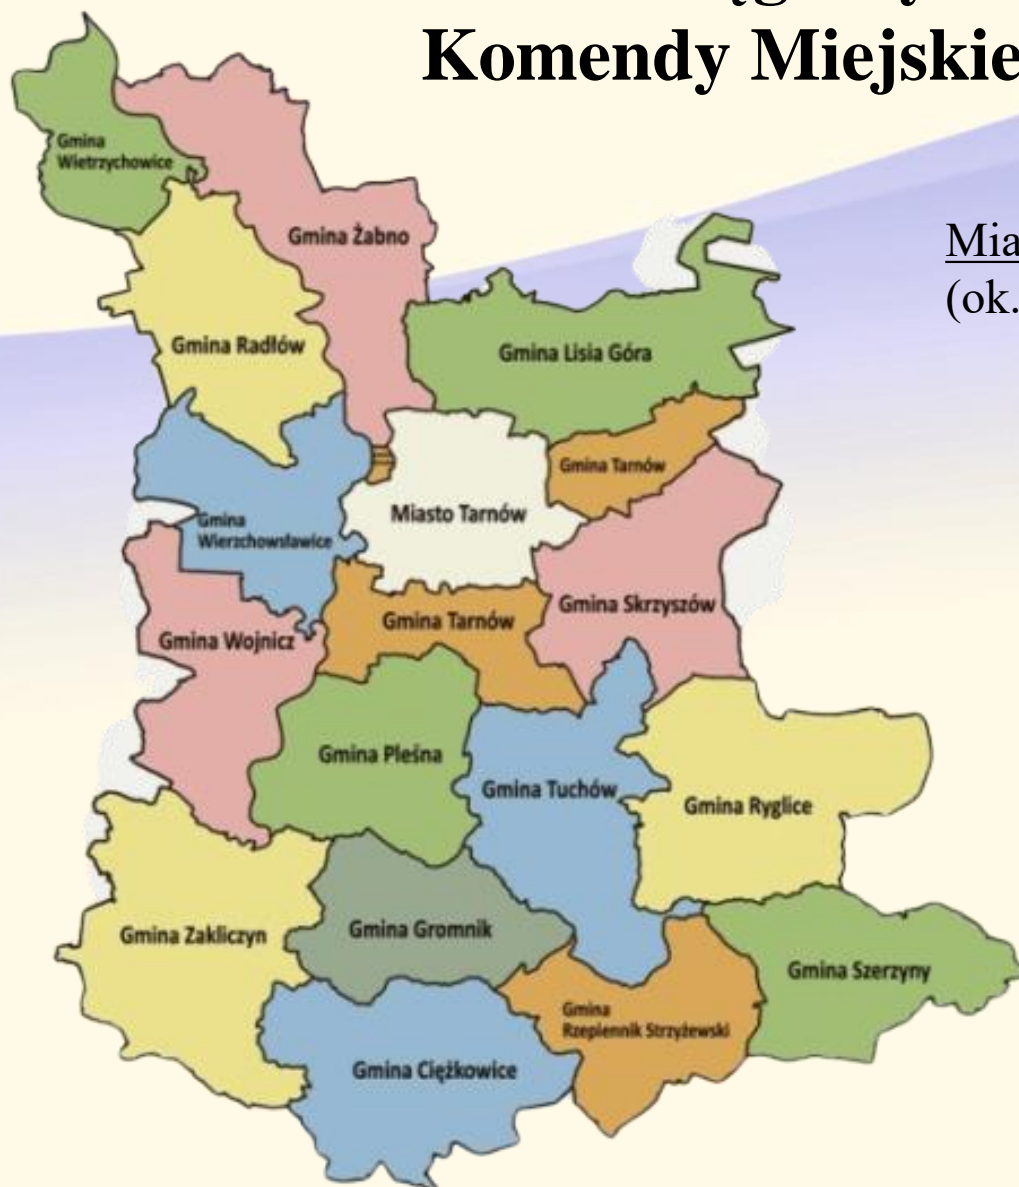 Komendy Miejskie
Gmina
Wietrzychowice
Gmina Żabno
Mia
(ok.
Gmina Radłów
Gmina Lisia Góra
Gmina Tarnów
Miasto Tarnów
Gmina
Wierzchosławice
Gmina Skrzyszów
Gmina Tarnów
Gmina Wojnicz
Gmina Pleśna
Gmina Tuchów
Gmina Ryglice
Gmina Zakliczyn
Gmina Gromnik
Gmina Szerzyny
Gmina
Rzepiennik Strzyżewski
Gmina Ciężkowice